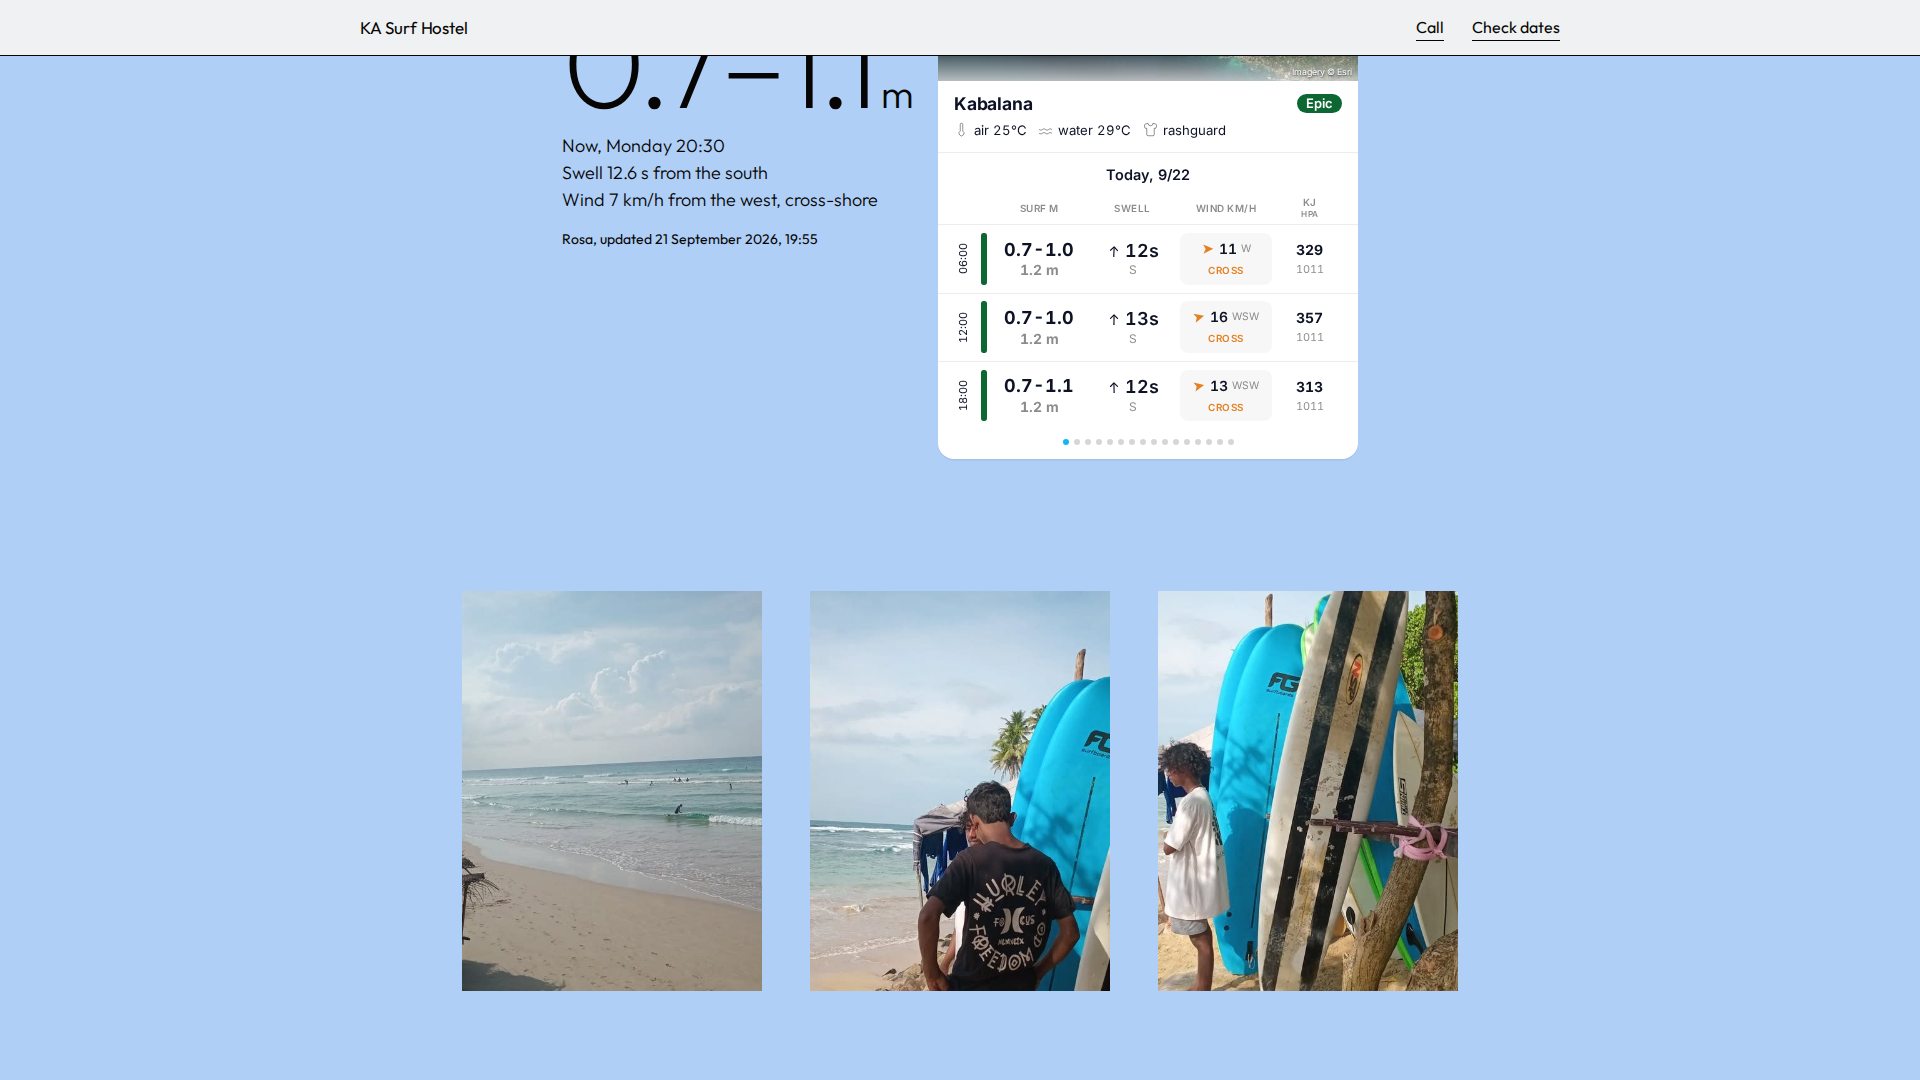 KA Surf Hostel
Call
Check dates
0.7–1.1 m
Now, Monday 20:30
Swell 12.6 s from the south
Wind 7 km/h from the west, cross-shore
Rosa, updated 21 September 2026, 19:55
Imagery © Esri
Kabalana
Epic
air 25°C water 29°C rashguard
Today, 9/22
SURF M SWELL WIND KM/H KJ
HPA
06:00
0.7-1.0 ↑ 12s 11 W 329
1.2 m S CROSS 1011
12:00
0.7-1.0 ↑ 13s 16 WSW 357
1.2 m S CROSS 1011
18:00
0.7-1.1 ↑ 12s 13 WSW 313
1.2 m S CROSS 1011
HURLEY
FREEDOM
FG